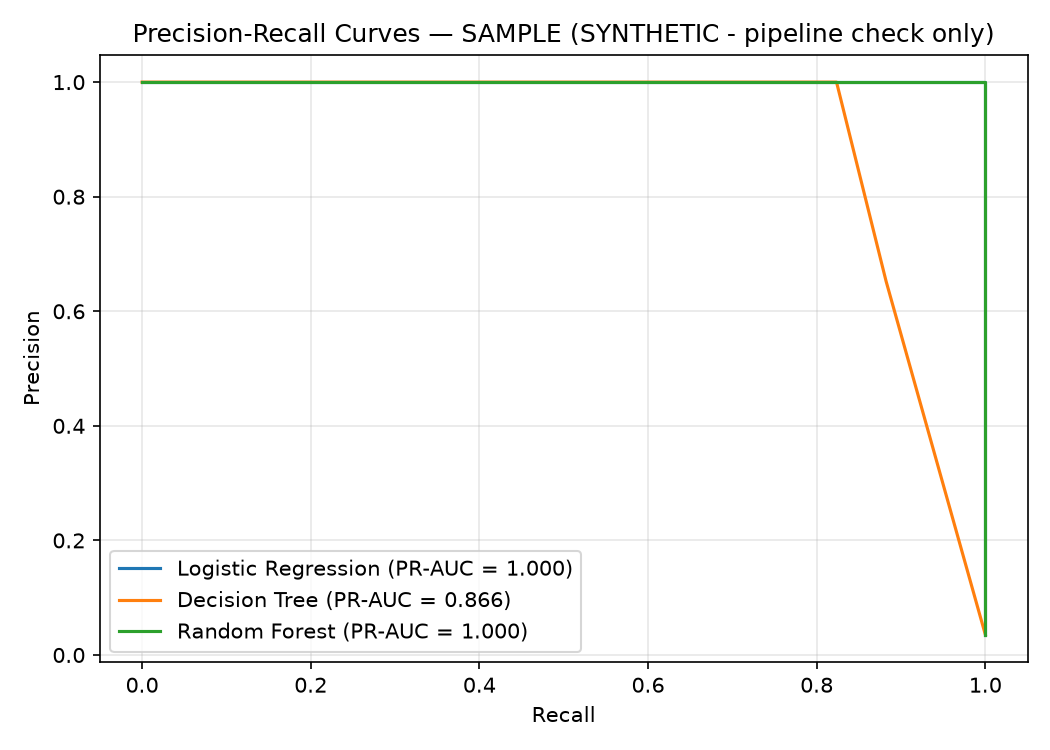 Precision-Recall Curves — SAMPLE (SYNTHETIC - pipeline check only)
1.0
0.8
0.6
0.4
0.2
0.0
Precision
Logistic Regression (PR-AUC = 1.000)
Decision Tree (PR-AUC = 0.866)
Random Forest (PR-AUC = 1.000)
0.0 0.2 0.4 0.6 0.8 1.0
Recall